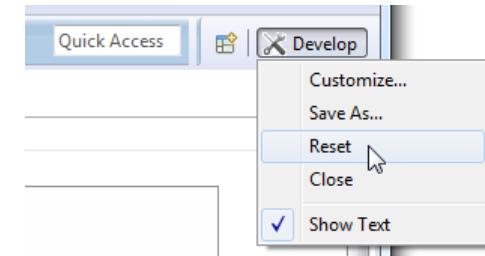 Quick Access
Develop
Customize...
Save As...
Reset
Close
Show Text